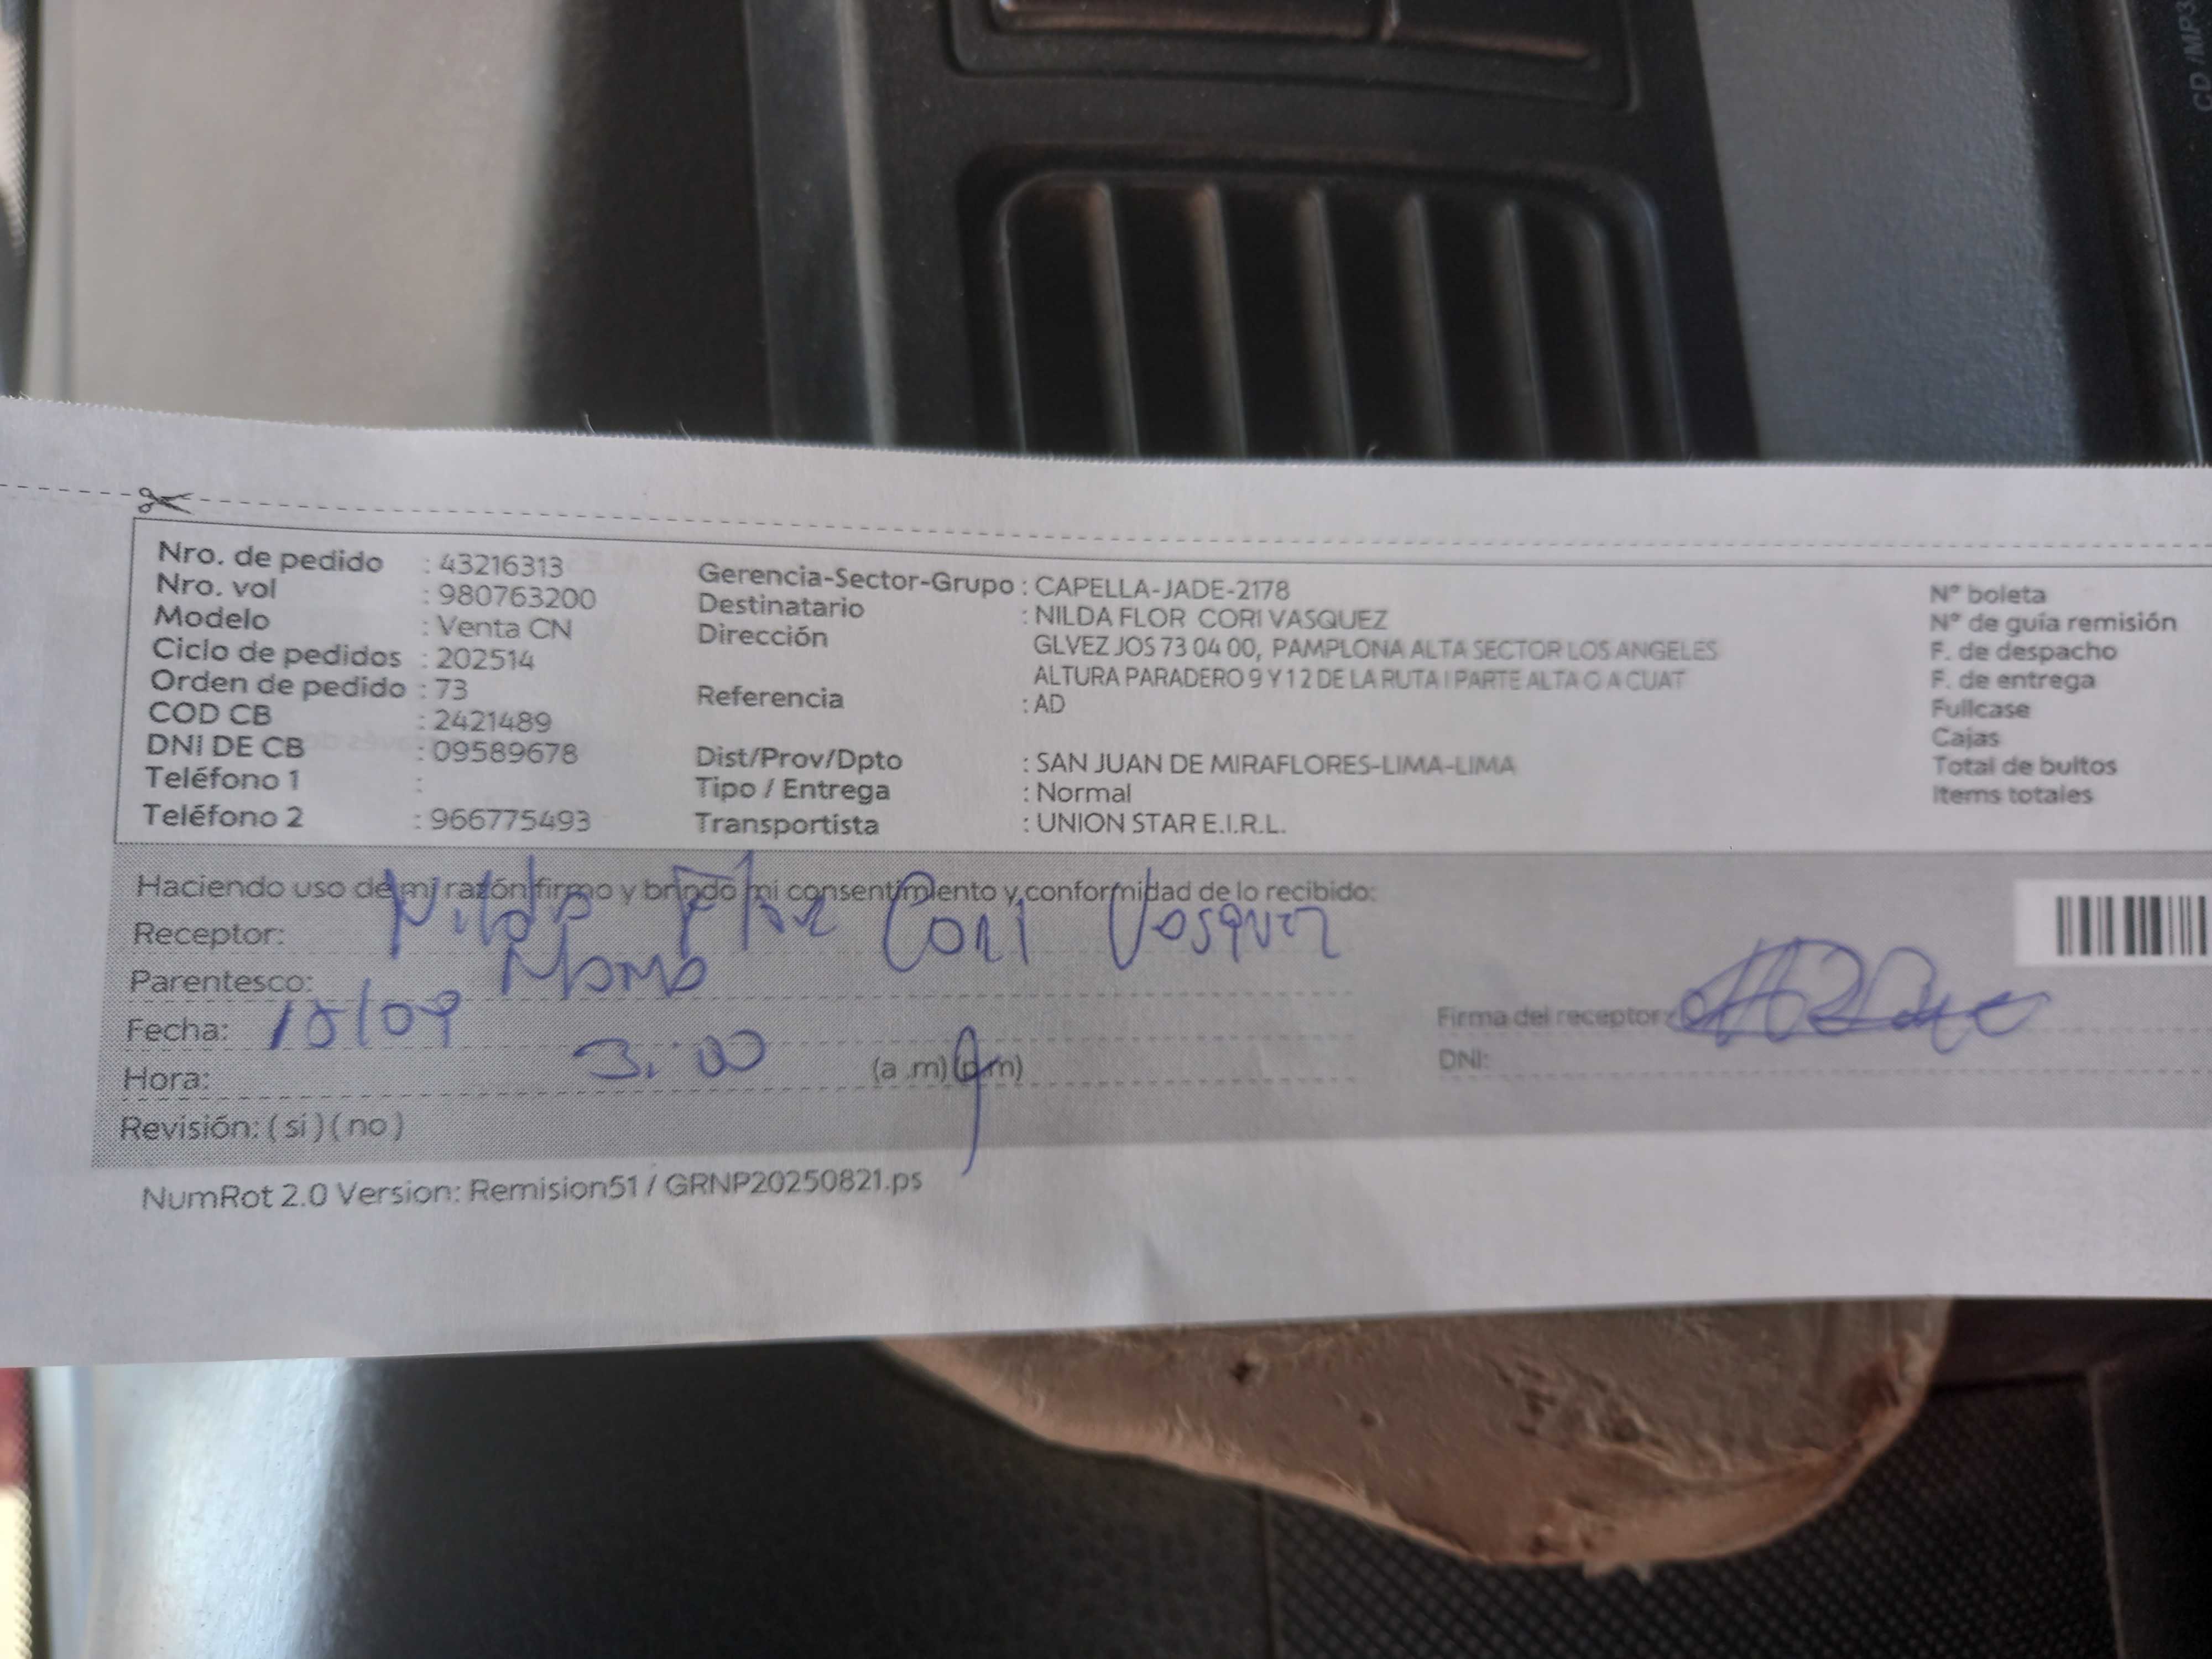 CD /MP3
Nro. de pedido : 43216313
Nro. vol : 980763200
Modelo : Venta CN
Ciclo de pedidos : 202514
Orden de pedido : 73
COD CB : 2421489
DNI DE CB : 09589678
Teléfono 1 :
Teléfono 2 : 966775493
Gerencia-Sector-Grupo : CAPELLA-JADE-2178
Destinatario : NILDA FLOR CORI VASQUEZ
Dirección GLVEZ JOS 73 04 00, PAMPLONA ALTA SECTOR LOS ANGELES
ALTURA PARADERO 9 Y 12 DE LA RUTA I PARTE ALTA O A CUAT
Referencia : AD
Dist/Prov/Dpto : SAN JUAN DE MIRAFLORES-LIMA-LIMA
Tipo / Entrega : Normal
Transportista : UNION STAR E.I.R.L.
N° boleta
N° de guía remisión
F. de despacho
F. de entrega
Fullcase
Cajas
Total de bultos
Items totales
Haciendo uso de mi razón firmo y brindo mi consentimiento y conformidad de lo recibido:
Receptor: Nilda Flor Cori Vasquez
Parentesco: Mama
Fecha: 15/09
Hora: 3:00 (a .m) (p.m)
Revisión: ( si ) ( no )
Firma del receptor:
DNI:
NumRot 2.0 Version: Remision51 / GRNP20250821.ps